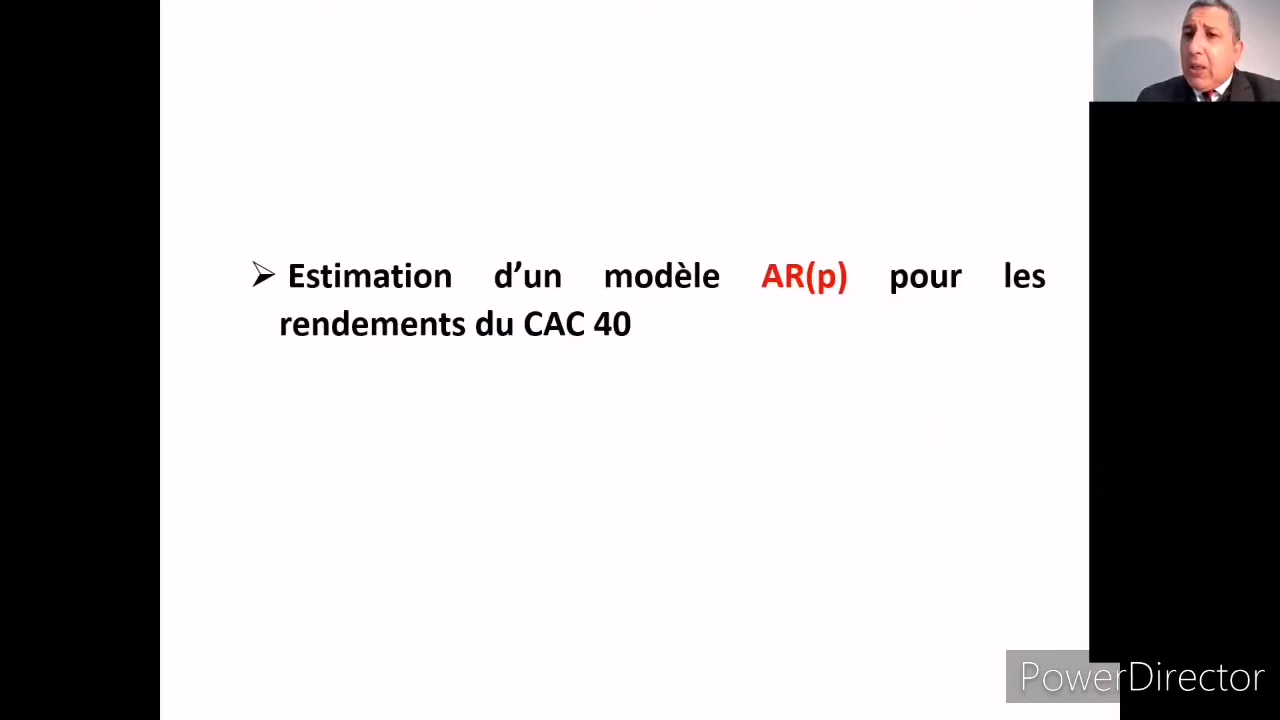 ➢ Estimation d’un modèle AR(p) pour les
rendements du CAC 40
PowerDirector